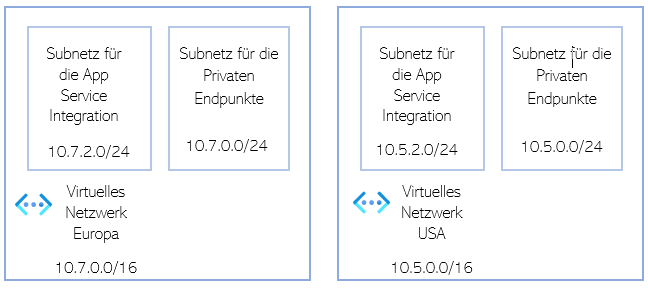 Subnetz für
die App
Service
Integration
10.7.2.0/24
Subnetz für die
Privaten
Endpunkte
10.7.0.0/24
Virtuelles
Netzwerk
Europa
10.7.0.0/16
Subnetz für
die App
Service
Integration
10.5.2.0/24
Subnetz für die
Privaten
Endpunkte
10.5.0.0/24
Virtuelles
Netzwerk
USA
10.5.0.0/16